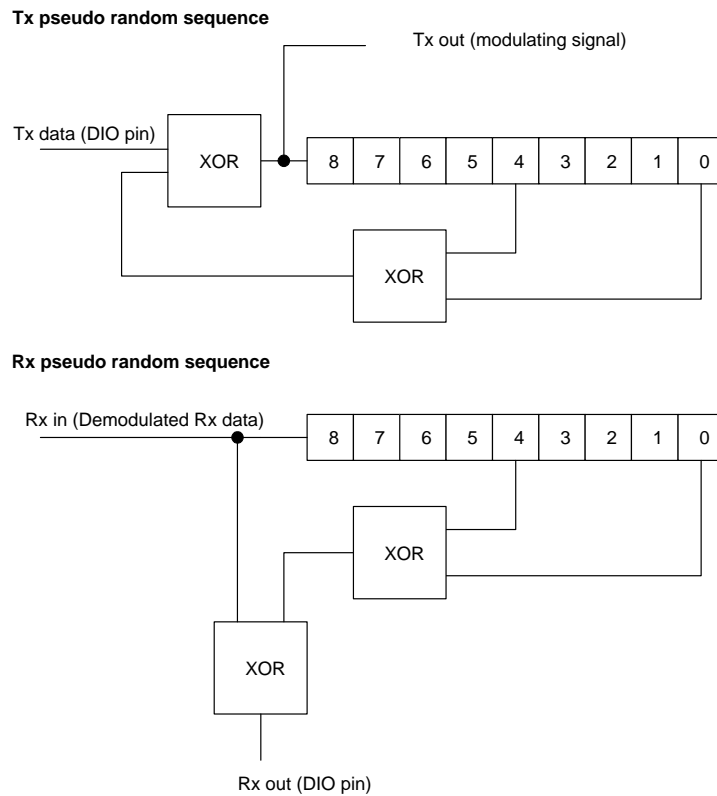 Tx pseudo random sequence
Tx out (modulating signal)
Tx data (DIO pin)
XOR
8 7 6 5 4 3 2 1 0
XOR
Rx pseudo random sequence
Rx in (Demodulated Rx data)
8 7 6 5 4 3 2 1 0
XOR
XOR
Rx out (DIO pin)